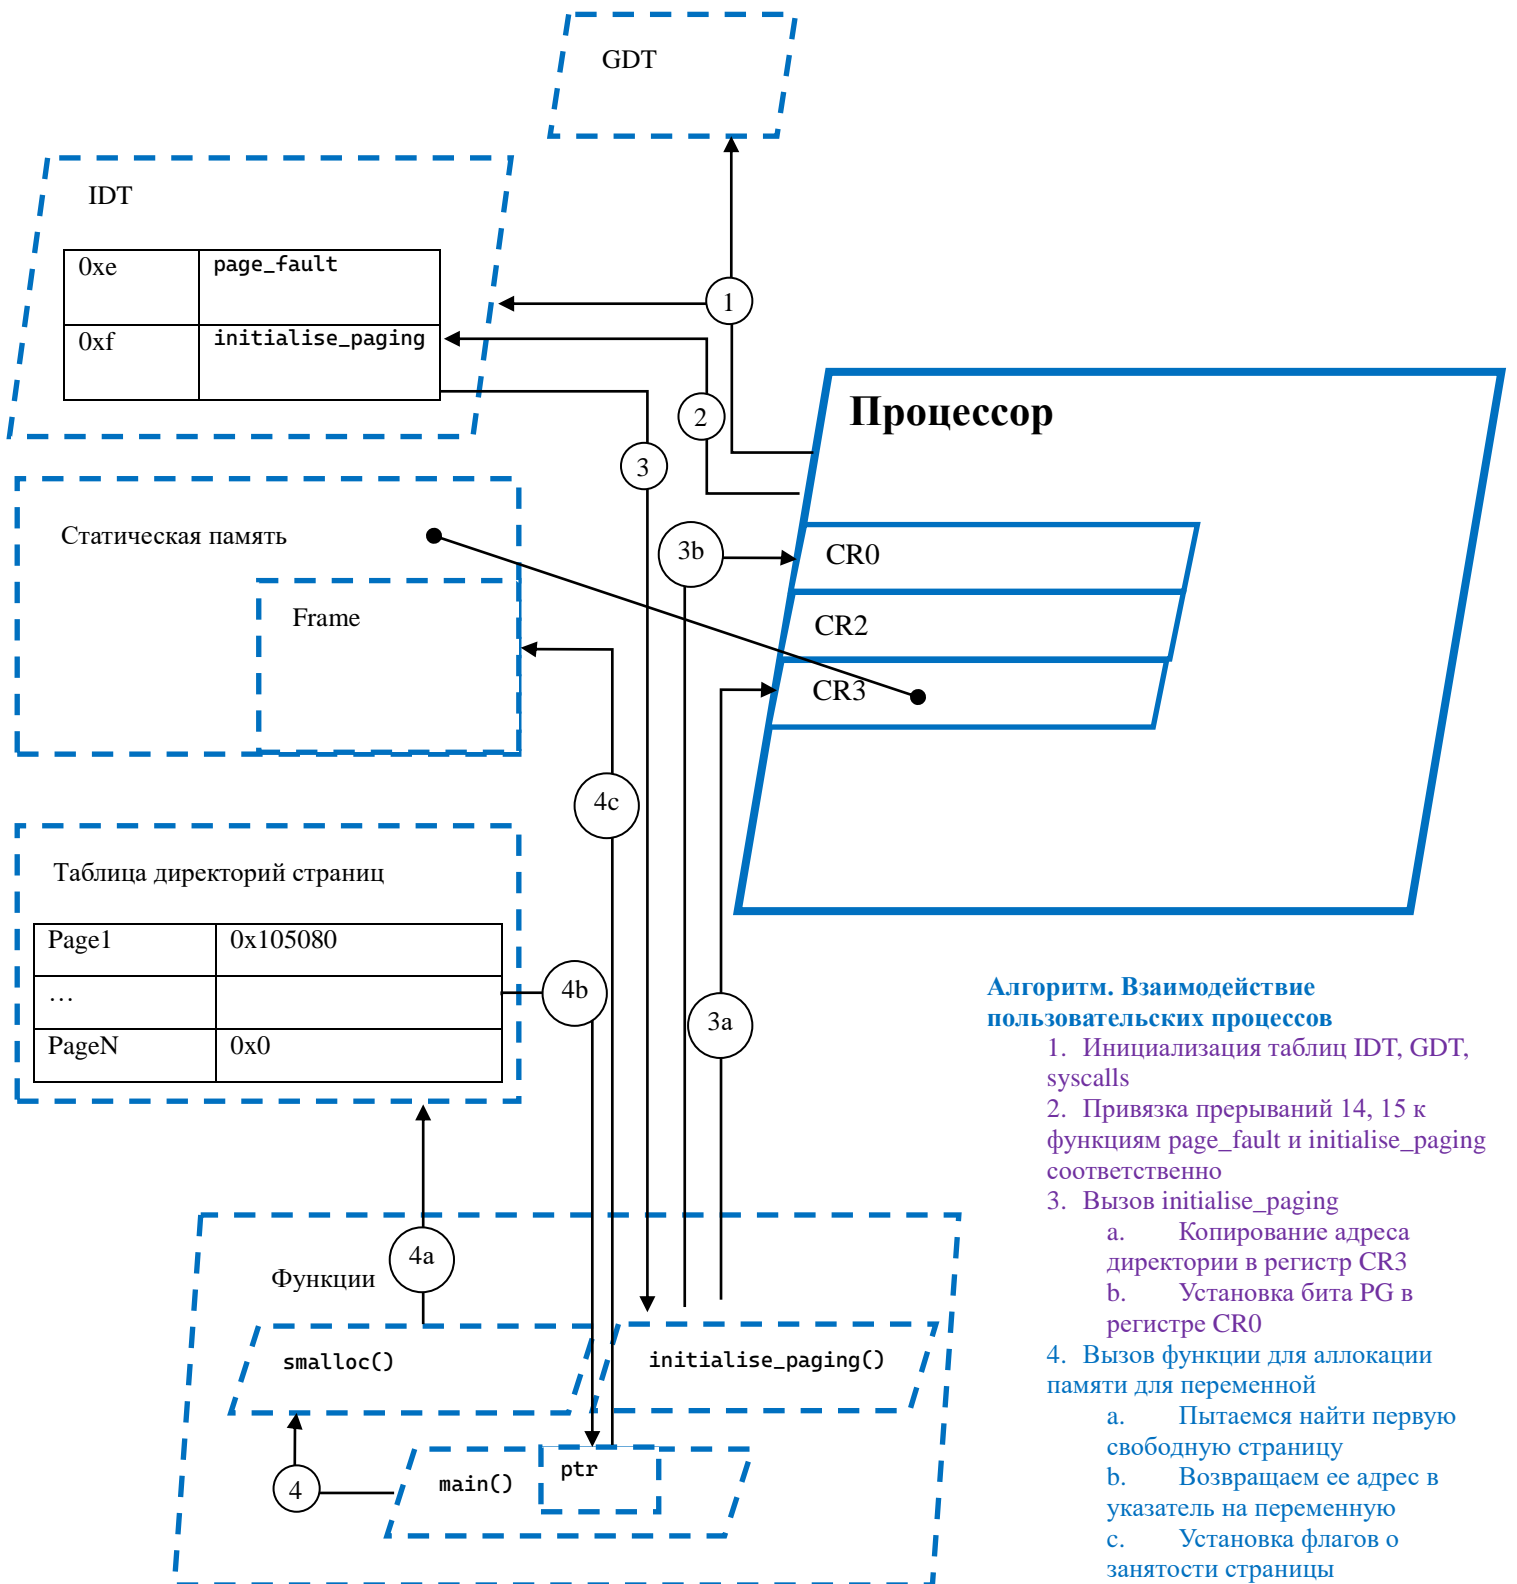 GDT
IDT
0xe
page_fault
0xf
initialise_paging
1
2
3
Процессор
Статическая память
3b
CR0
Frame
CR2
CR3
4c
Таблица директорий страниц
Page1
0x105080
…
PageN
0x0
4b
3a
Алгоритм. Взаимодействие
пользовательских процессов
1. Инициализация таблиц IDT, GDT,
syscalls
2. Привязка прерываний 14, 15 к
функциям page_fault и initialise_paging
соответственно
3. Вызов initialise_paging
a. Копирование адреса
директории в регистр CR3
b. Установка бита PG в
регистре CR0
4. Вызов функции для аллокации
памяти для переменной
a. Пытаемся найти первую
свободную страницу
b. Возвращаем ее адрес в
указатель на переменную
c. Установка флагов о
занятости страницы
4a
Функции
smalloc()
initialise_paging()
4
main()
ptr